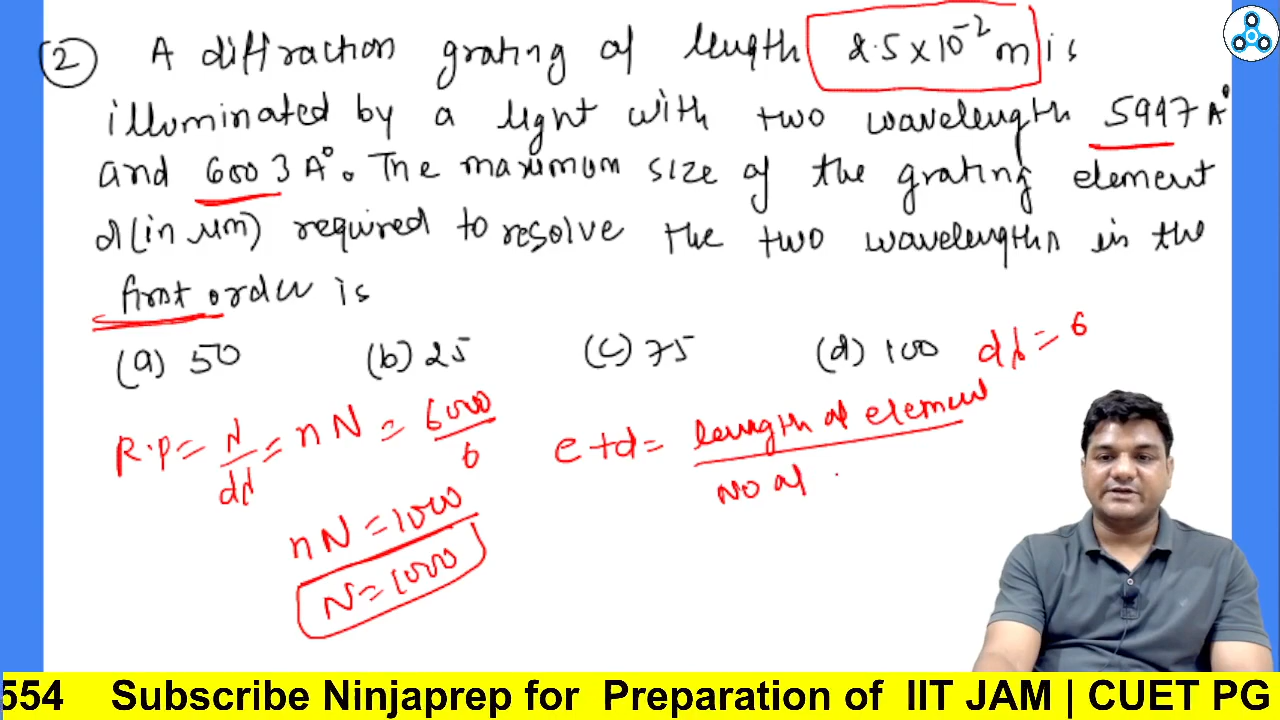 (2) A diffraction grating of length 2.5 x 10⁻² m is
illuminated by a light with two wavelength 5997 A°
and 6003 A°. The maximum size of the grating element
d (in μm) required to resolve the two wavelengths in the
first order is
(a) 50 (b) 25 (c) 75 (d) 100
dλ = 6
R.P = λ/dλ = nN = 6000/6
nN = 1000
N = 1000
e + d = length of element
No of
554 Subscribe Ninjaprep for Preparation of IIT JAM | CUET PG